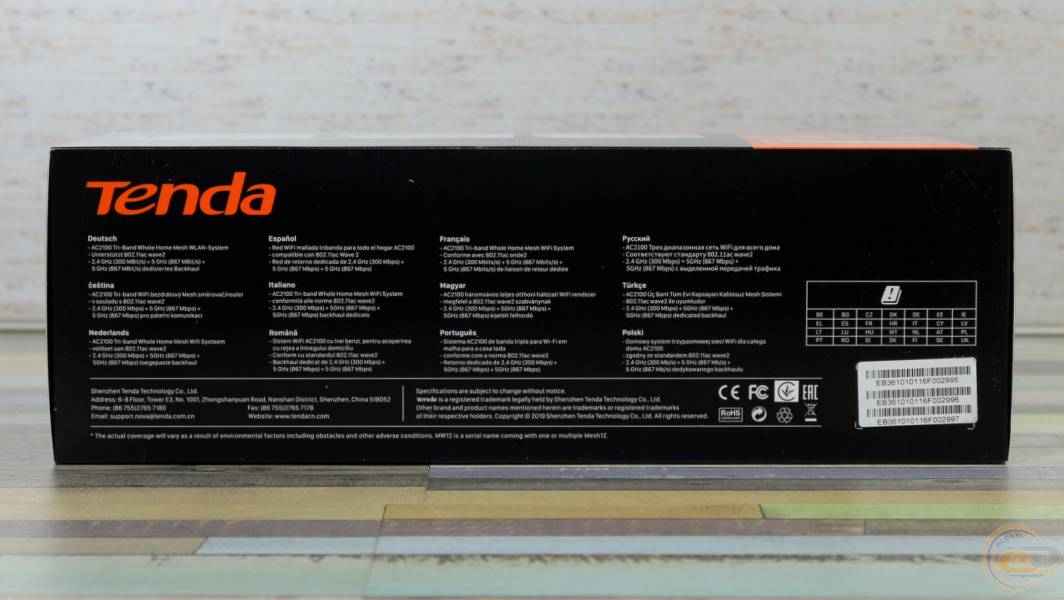 Tenda
Deutsch
- AC2100 Tri-Band Whole Home Mesh WLAN-System
- Unterstützt 802.11ac wave2
- 2,4 GHz (300 MBit/s) + 5 GHz (867 MBit/s) +
5 GHz (867 MBit/s) dediziertes Backhaul
Español
- Red WiFi mallada tribanda para todo el hogar AC2100
- compatible con 802.11ac Wave 2
- Red de retorno dedicada de 2,4 GHz (300 Mbps) +
5 GHz (867 Mbps) + 5 GHz (867 Mbps)
Français
- AC2100 Tri-band Whole Home Mesh WiFi System
- Conforme avec 802.11ac onde2
- 2.4 GHz (300 Mbits/s) + 5 GHz (867 Mbits/s) +
5 GHz (867 Mbits/s) de liaison de retour dédiée
Русский
- AC2100 Трех диапазонная сеть WiFi для всего дома
- Соответствуют стандарту 802.11ac wave2
- 2.4 GHz (300 Mbps) + 5GHz (867 Mbps) +
5GHz (867 Mbps) с выделенной передачей трафика
čeština
- AC2100 Tri-band WiFi bezdrátový Mesh směrovač/router
- v souladu s 802.11ac wave2
- 2.4 GHz (300 Mbps) + 5 GHz (867 Mbps) +
5 GHz (867 Mbps) pro páteřní komunikaci
Italiano
- AC2100 Tri-band Whole Home Mesh WiFi System
- conformità alle norme 802.11ac wave2
- 2.4 GHz (300 Mbps) + 5GHz (867 Mbps) +
5GHz (867 Mbps) backhaul dedicato
Magyar
- AC2100 háromsávos teljes otthoni hálózati WiFi rendszer
- megfelel a 802.11ac wave2 szabványnak
- 2.4 GHz (300 Mbps) + 5GHz (867 Mbps) +
5GHz (867 Mbps) kijelölt felhordó
Türkçe
- AC2100 Üç Bant Tüm Evi Kapsayan Kablosuz Mesh Sistemi
- 802.11ac wave2 ile uyumludur
- 2.4 GHz (300 Mbps) + 5GHz (867 Mbps) +
5GHz (867 Mbps) dedicated backhaul
Nederlands
- AC2100 Tri-band Whole Home Mesh WiFi Systeem
- voldoet aan 802.11ac wave2
- 2.4 GHz (300 Mbps) + 5GHz (867 Mbps) +
5GHz (867 Mbps) toegepaste backhaul
Română
- Sistem WiFi AC2100 cu trei benzi, pentru acoperirea
cu rețea a întregului domiciliu
- Conform cu standardul 802.11ac wave2
- Backhaul dedicat de 2,4 GHz (300 Mbps) +
5 GHz (867 Mbps) + 5 GHz (867 Mbps)
Português
- Sistema AC2100 de banda tripla para Wi-Fi em
malha para a casa toda
- conforme com a norma 802.11ac wave2
- Retorno dedicado de 2,4 GHz (300 Mbps) +
5GHz (867 Mbps) + 5GHz (867 Mbps)
Polski
- Domowy system trzypasmowej sieci WiFi dla całego
domu AC2100
- zgodny ze standardem 802.11ac wave2
- 2.4 GHz (300 Mb/s) + 5 GHz (867 Mb/s) +
5 GHz (867 Mb/s) dedykowanego backhaulu
BE BG CZ DK DE EE IE
EL ES FR HR IT CY LV
LT LU HU MT NL AT PL
PT RO SI SK FI SE UK
EB361010116F002995
EB361010116F002996
EB361010116F002997
Shenzhen Tenda Technology Co., Ltd.
Address: 6-8 Floor, Tower E3, No. 1001, Zhongshanyuan Road, Nanshan District, Shenzhen, China 518052
Phone: (86 755)2765 7180 Fax: (86 755)2765 7178
Email: support.nova@tenda.com.cn Website: www.tendacn.com
Specifications are subject to change without notice.
Tenda is a registered trademark legally held by Shenzhen Tenda Technology Co., Ltd.
Other brand and product names mentioned herein are trademarks or registered trademarks
of their respective holders. Copyright © 2019 Shenzhen Tenda Technology Co., Ltd. All rights reserved.
CE FC EAC
RoHS
* The actual coverage will vary as a result of environmental factors including obstacles and other adverse conditions. MW12 is a serial name coming with one or multiple Mesh12.
GLOBAL